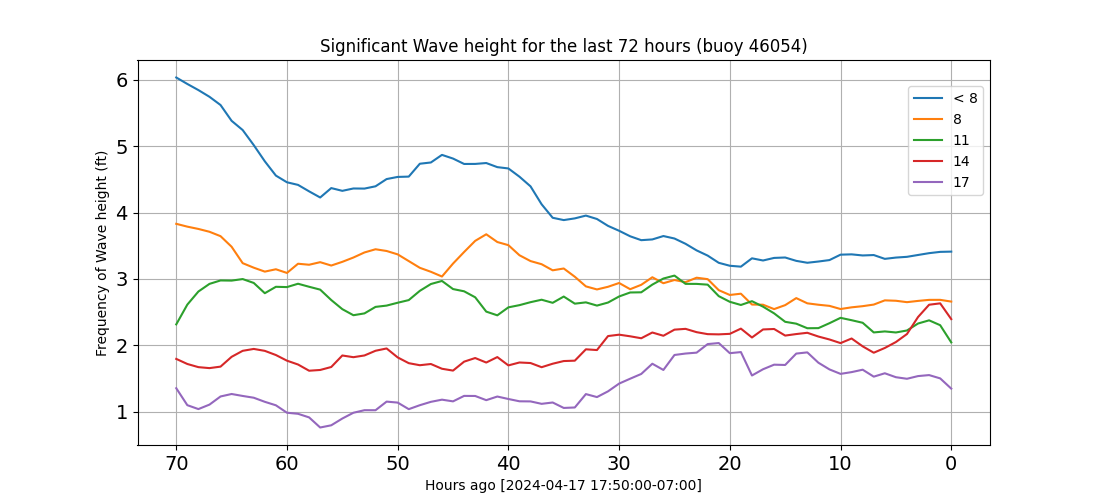 Significant Wave height for the last 72 hours (buoy 46054)
Frequency of Wave height (ft)
6
5
4
3
2
1
< 8
8
11
14
17
70 60 50 40 30 20 10 0
Hours ago [2024-04-17 17:50:00-07:00]